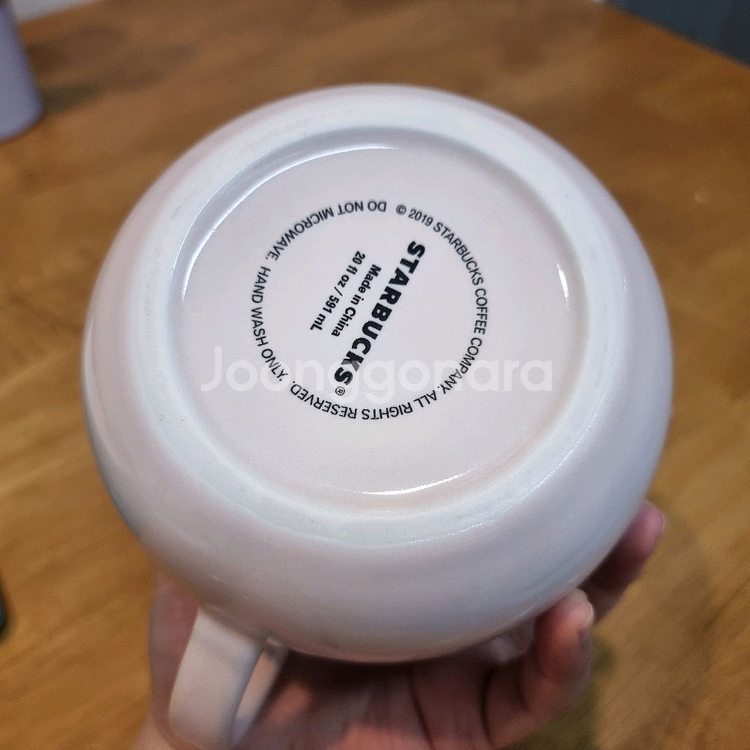 © 2019 STARBUCKS COFFEE COMPANY. ALL RIGHTS RESERVED.
DO NOT MICROWAVE. HAND WASH ONLY.
STARBUCKS®
Made in China
20 fl oz / 591 mL
Joonggonara